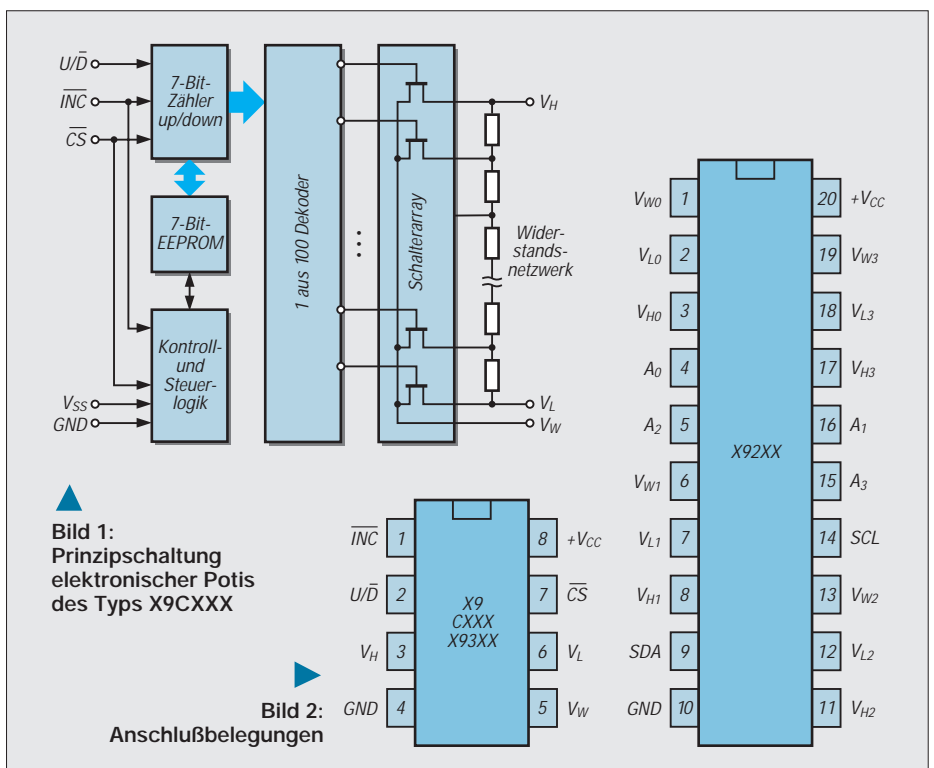 U/D̅
I̅N̅C̅
C̅S̅
VSS
GND
7-Bit-
Zähler
up/down
7-Bit-
EEPROM
Kontroll-
und
Steuer-
logik
1 aus 100 Dekoder
...
Schalterarray
Wider-
stands-
netzwerk
VH
VL
VW
Bild 1:
Prinzipschaltung
elektronischer Potis
des Typs X9CXXX
I̅N̅C̅ 1
U/D̅ 2
VH 3
GND 4
X9
CXXX
X93XX
8 +VCC
7 C̅S̅
6 VL
5 VW
Bild 2:
Anschlußbelegungen
VW0 1
VL0 2
VH0 3
A0 4
A2 5
VW1 6
VL1 7
VH1 8
SDA 9
GND 10
X92XX
20 +VCC
19 VW3
18 VL3
17 VH3
16 A1
15 A3
14 SCL
13 VW2
12 VL2
11 VH2